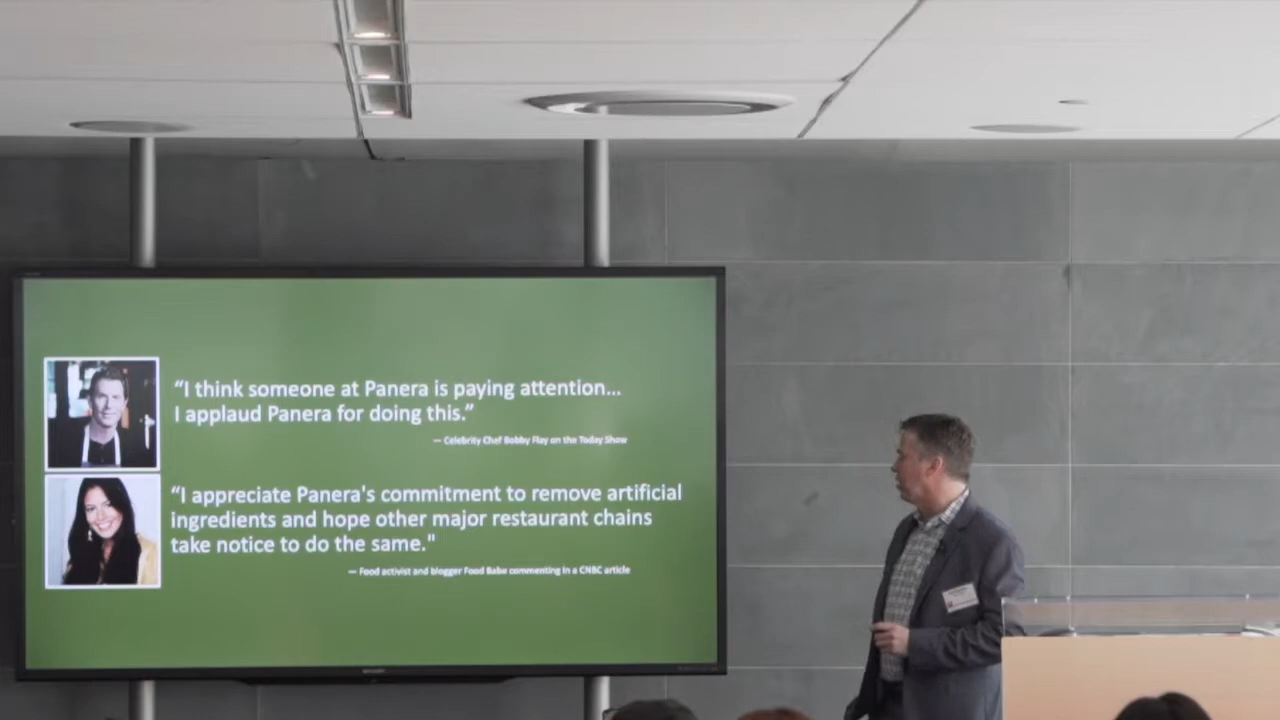 “I think someone at Panera is paying attention...
I applaud Panera for doing this.”
— Celebrity Chef Bobby Flay on the Today Show
“I appreciate Panera's commitment to remove artificial
ingredients and hope other major restaurant chains
take notice to do the same."
— Food activist and blogger Food Babe commenting in a CNBC article
SHARP